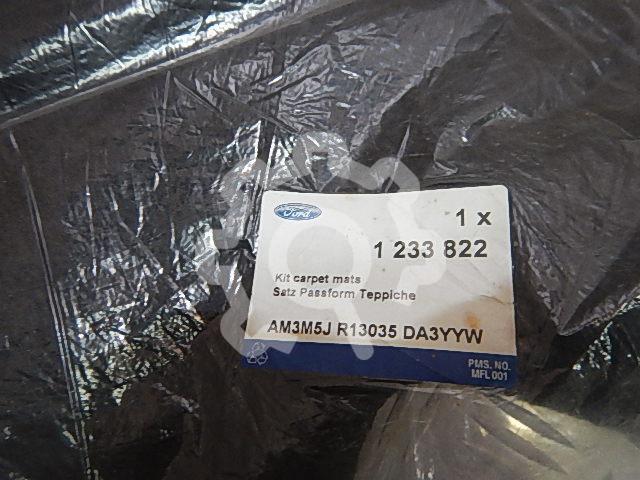 Ford
1 x
1 233 822
Kit carpet mats
Satz Passform Teppiche
AM3M5J R13035 DA3YYW
PMS. NO.
MFL 001